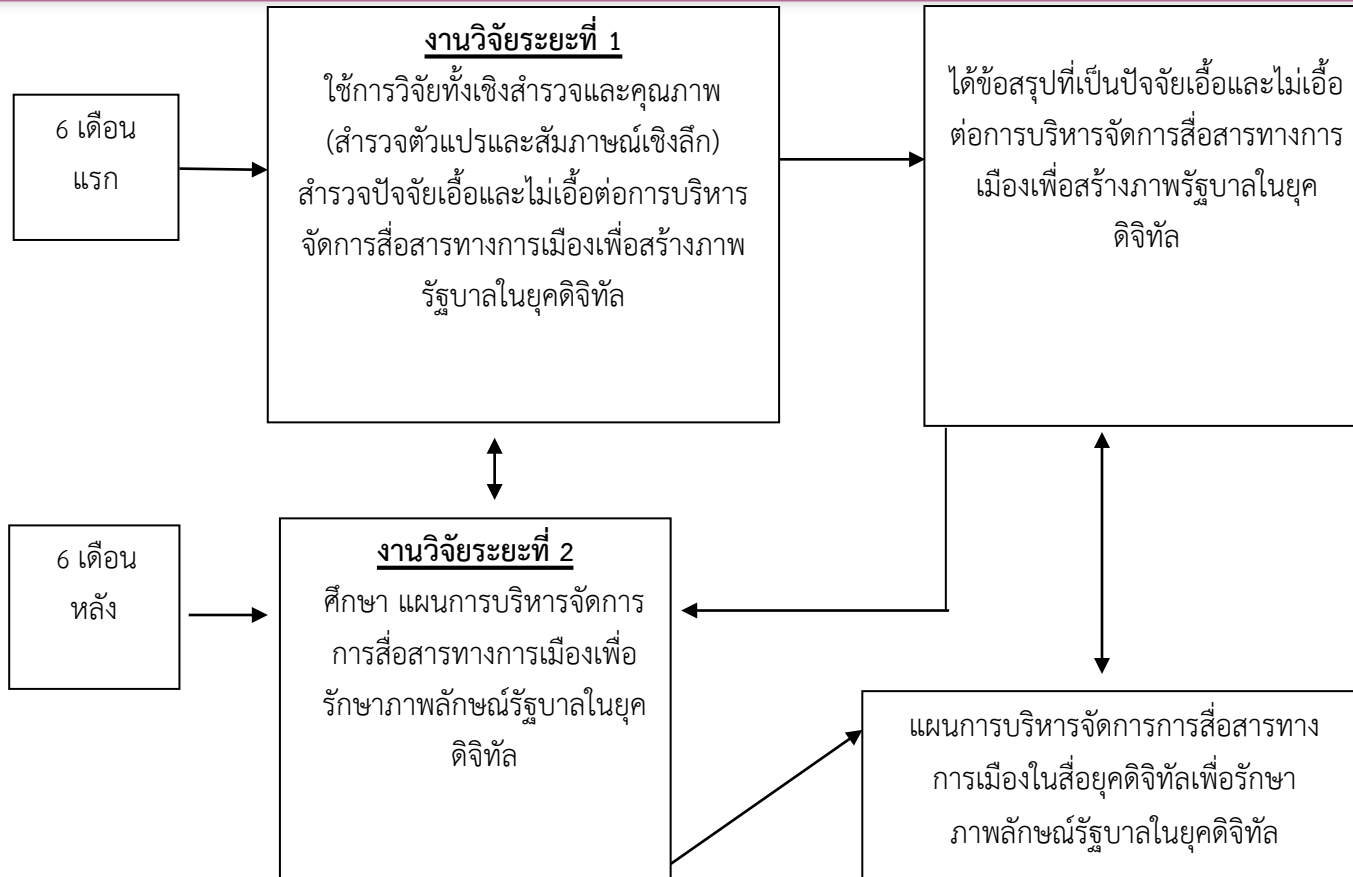 6 เดือน
แรก
งานวิจัยระยะที่ 1
ใช้การวิจัยทั้งเชิงสำรวจและคุณภาพ
(สำรวจตัวแปรและสัมภาษณ์เชิงลึก)
สำรวจปัจจัยเอื้อและไม่เอื้อต่อการบริหาร
จัดการสื่อสารทางการเมืองเพื่อสร้างภาพ
รัฐบาลในยุคดิจิทัล
ได้ข้อสรุปที่เป็นปัจจัยเอื้อและไม่เอื้อ
ต่อการบริหารจัดการสื่อสารทางการ
เมืองเพื่อสร้างภาพรัฐบาลในยุค
ดิจิทัล
6 เดือน
หลัง
งานวิจัยระยะที่ 2
ศึกษา แผนการบริหารจัดการ
การสื่อสารทางการเมืองเพื่อ
รักษาภาพลักษณ์รัฐบาลในยุค
ดิจิทัล
แผนการบริหารจัดการการสื่อสารทาง
การเมืองในสื่อยุคดิจิทัลเพื่อรักษา
ภาพลักษณ์รัฐบาลในยุคดิจิทัล